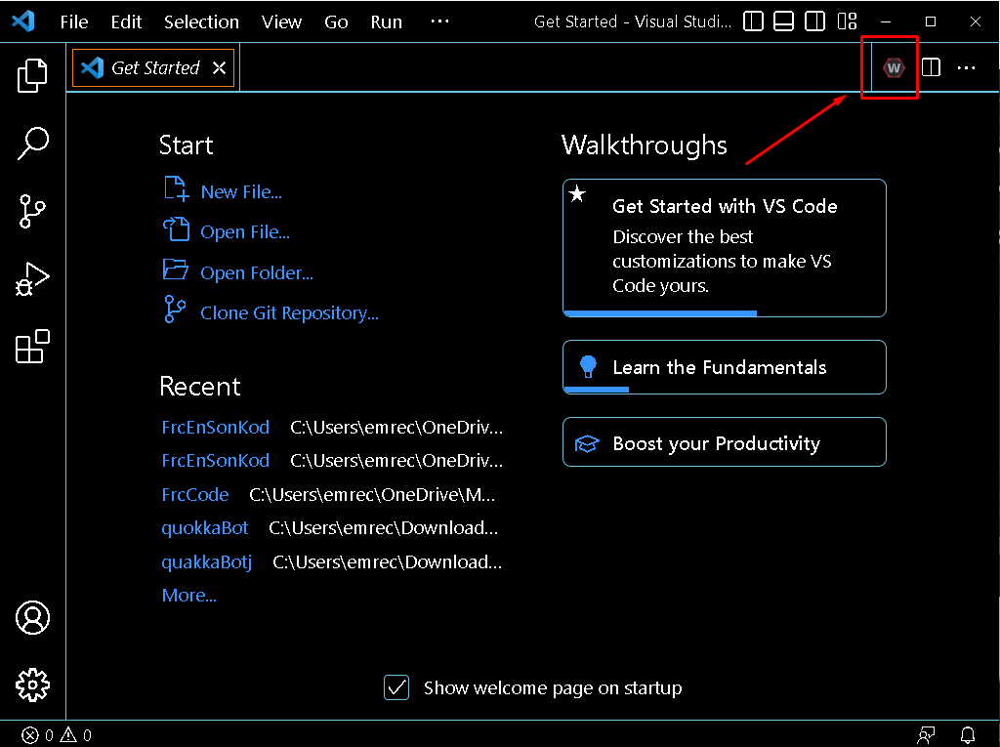 File Edit Selection View Go Run ··· Get Started - Visual Studi...
Get Started
W
Start
New File...
Open File...
Open Folder...
Clone Git Repository...
Recent
FrcEnSonKod C:\Users\emrec\OneDriv...
FrcEnSonKod C:\Users\emrec\OneDriv...
FrcCode C:\Users\emrec\OneDrive\M...
quokkaBot C:\Users\emrec\Download...
quakkaBotj C:\Users\emrec\Download...
More...
Walkthroughs
Get Started with VS Code
Discover the best
customizations to make VS
Code yours.
Learn the Fundamentals
Boost your Productivity
Show welcome page on startup
0 0